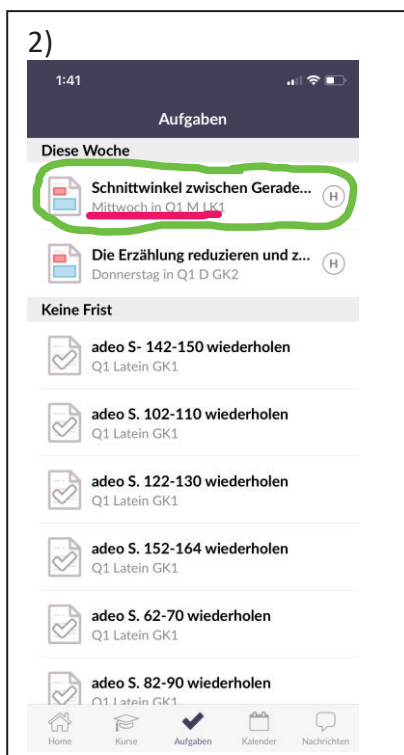 2)
1:41
Aufgaben
Diese Woche
Schnittwinkel zwischen Gerade...
H
Mittwoch in Q1 M LK1
Die Erzählung reduzieren und z...
H
Donnerstag in Q1 D GK2
Keine Frist
adeo S- 142-150 wiederholen
Q1 Latein GK1
adeo S. 102-110 wiederholen
Q1 Latein GK1
adeo S. 122-130 wiederholen
Q1 Latein GK1
adeo S. 152-164 wiederholen
Q1 Latein GK1
adeo S. 62-70 wiederholen
Q1 Latein GK1
adeo S. 82-90 wiederholen
Q1 Latein GK1
Home Kurse Aufgaben Kalender Nachrichten